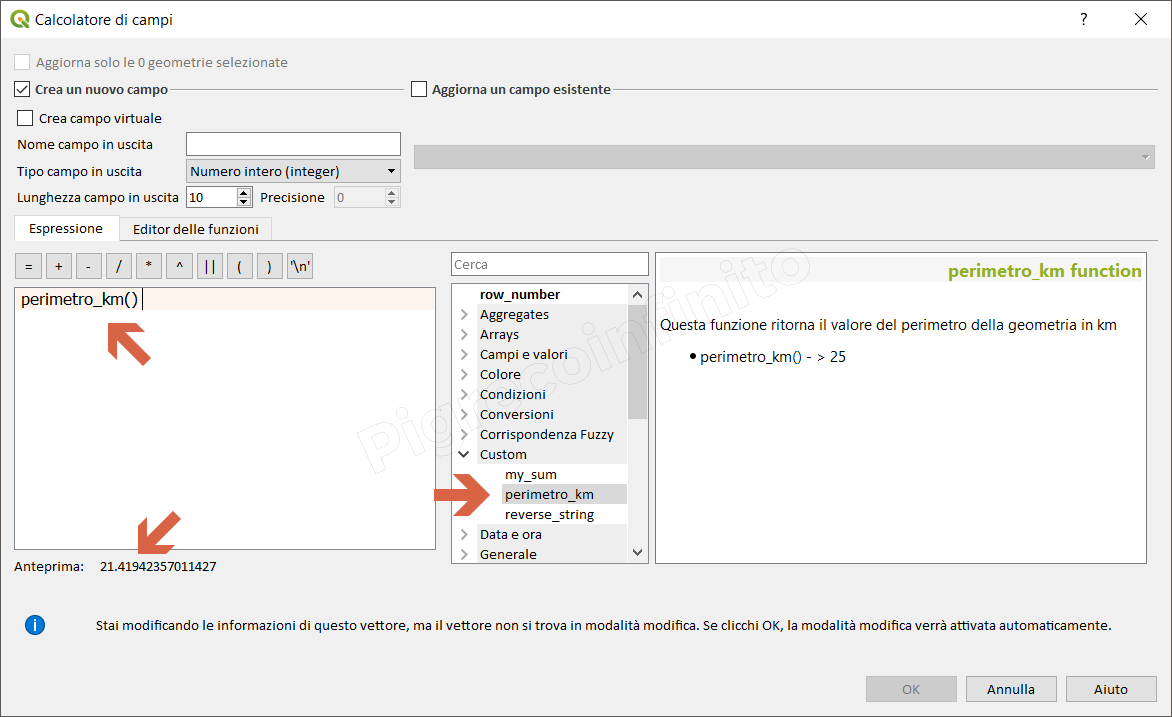 Calcolatore di campi
?
Aggiorna solo le 0 geometrie selezionate
Crea un nuovo campo
Aggiorna un campo esistente
Crea campo virtuale
Nome campo in uscita
Tipo campo in uscita Numero intero (integer)
Lunghezza campo in uscita 10 Precisione 0
Espressione Editor delle funzioni
= + - / * ^ || ( ) '\n'
perimetro_km()
Anteprima: 21.41942357011427
Cerca
row_number
Aggregates
Arrays
Campi e valori
Colore
Condizioni
Conversioni
Corrispondenza Fuzzy
Custom
my_sum
perimetro_km
reverse_string
Data e ora
Generale
perimetro_km function
Questa funzione ritorna il valore del perimetro della geometria in km
• perimetro_km() - > 25
Pigrecoinfinito
Stai modificando le informazioni di questo vettore, ma il vettore non si trova in modalità modifica. Se clicchi OK, la modalità modifica verrà attivata automaticamente.
OK Annulla Aiuto